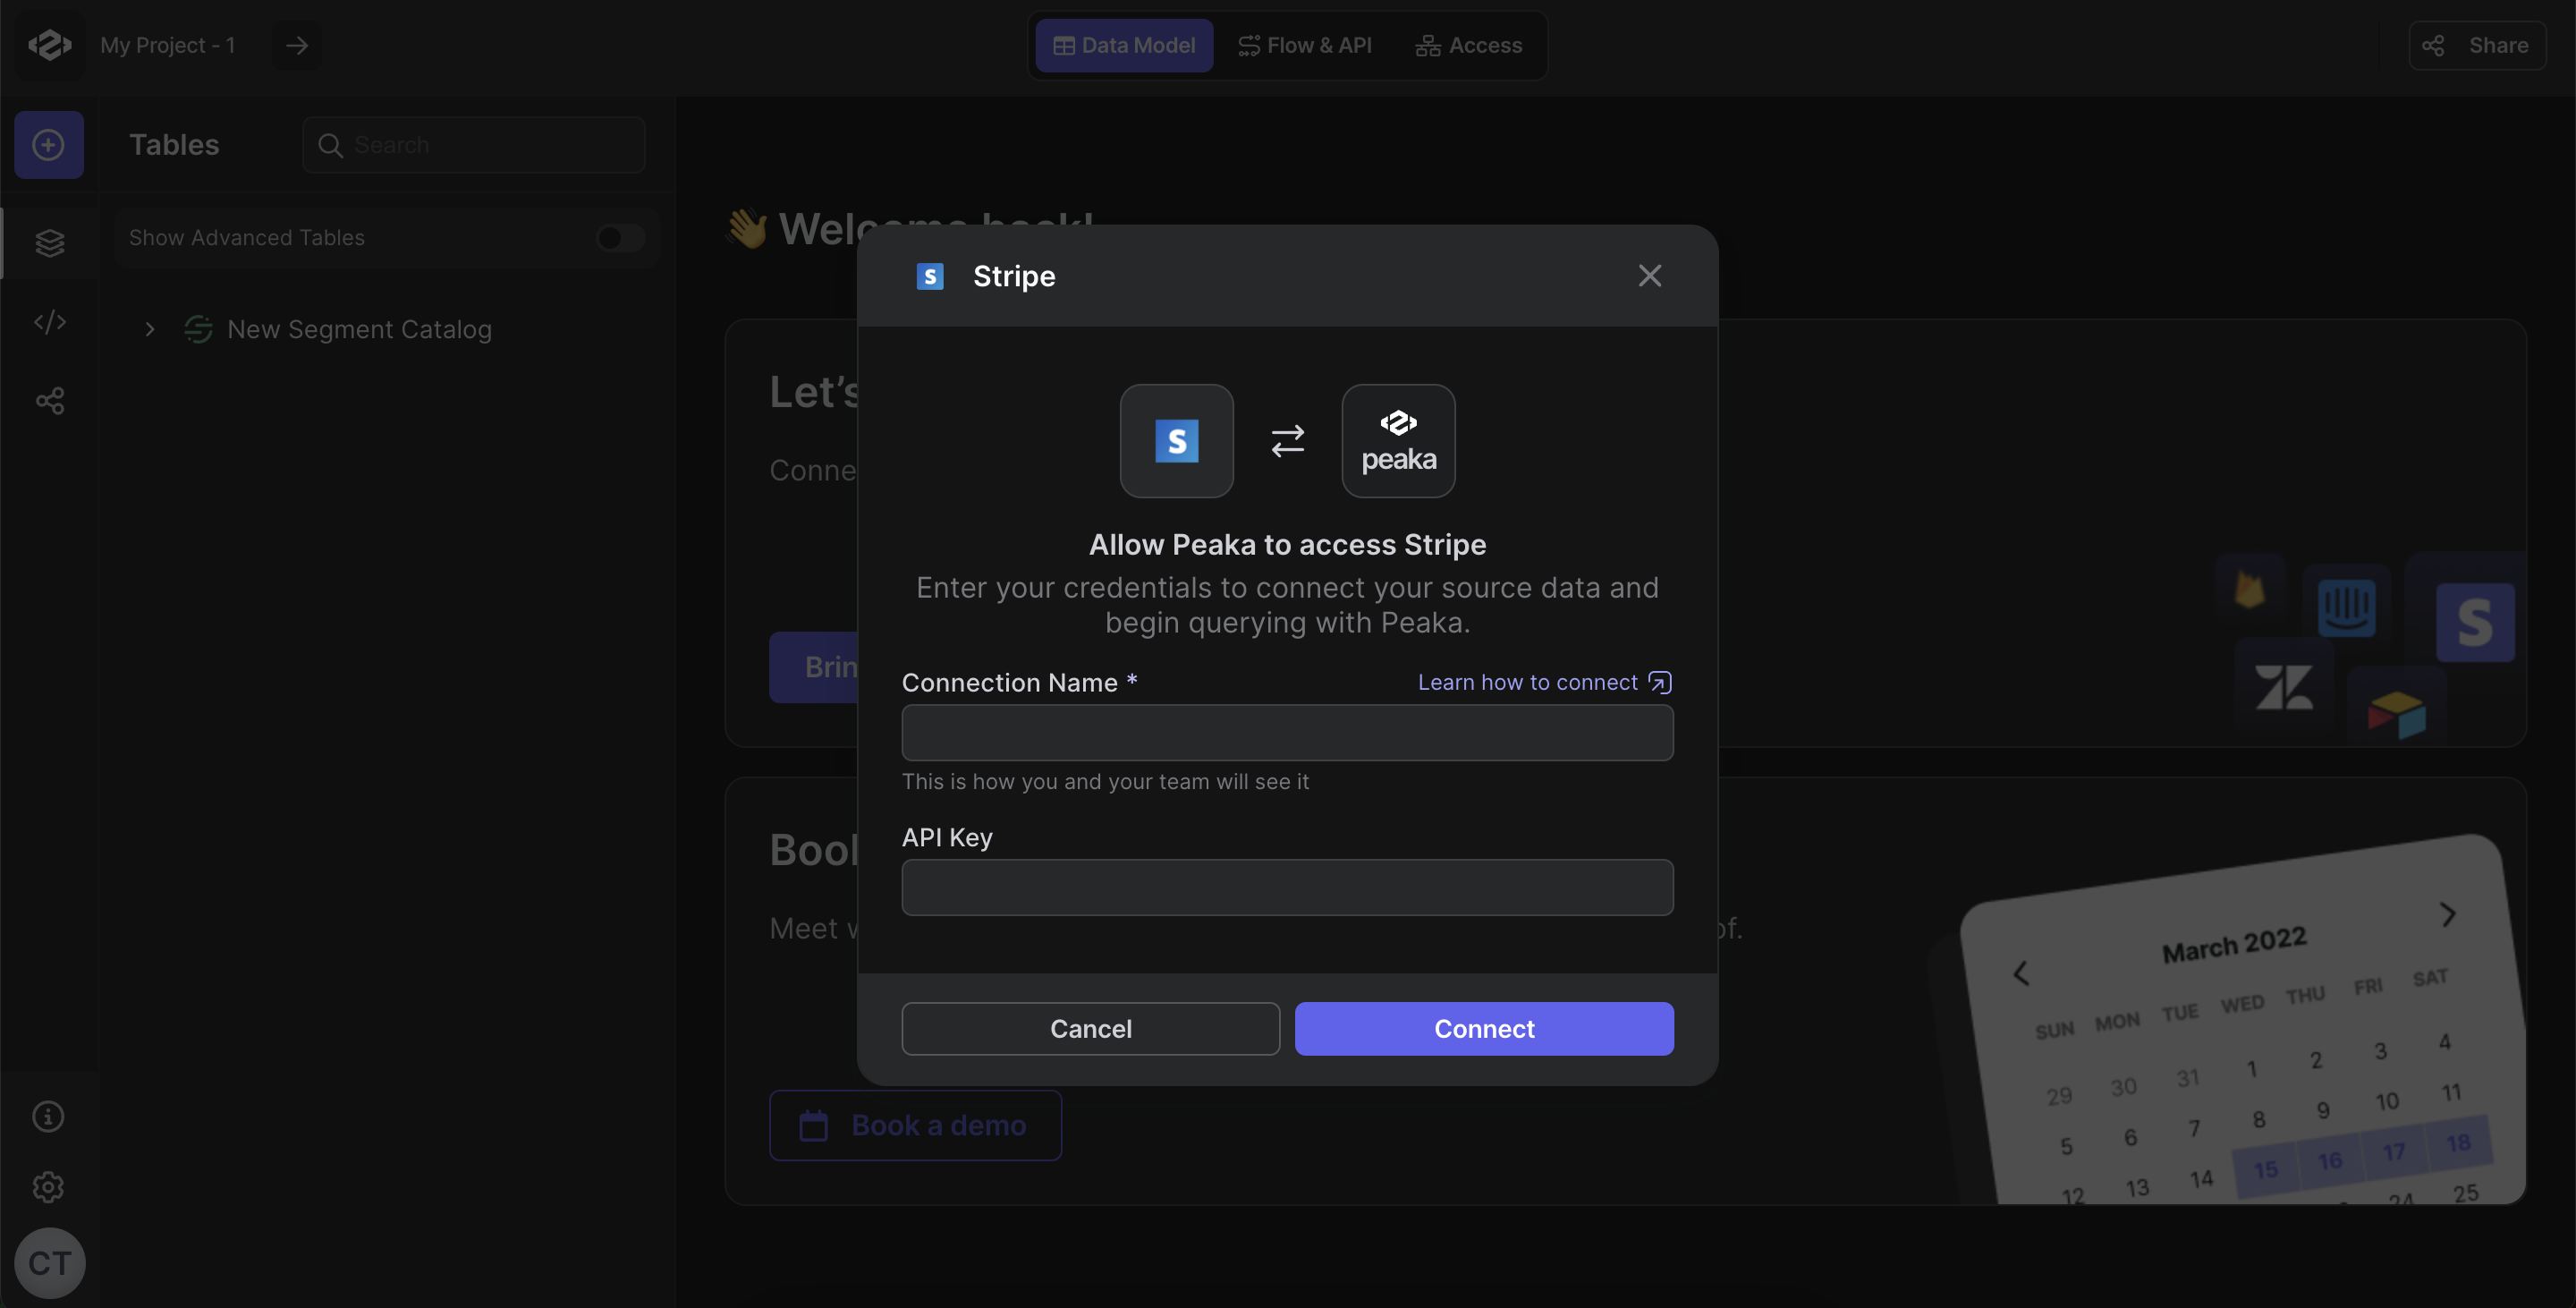 My Project - 1
Data Model
Flow & API
Access
Share
Tables
Search
Show Advanced Tables
New Segment Catalog
👋 Welcome back!
S
Stripe
Let's
Conne
S
peaka
Allow Peaka to access Stripe
Enter your credentials to connect your source data and
begin querying with Peaka.
Connection Name *
Learn how to connect
Brin
This is how you and your team will see it
API Key
Boo
Meet
of.
Cancel
Connect
Book a demo
S
March 2022
SUN MON TUE WED THU FRI SAT
29 30 31 1 2 3 4
5 6 7 8 9 10 11
12 13 14 15 16 17 18
24 25
CT